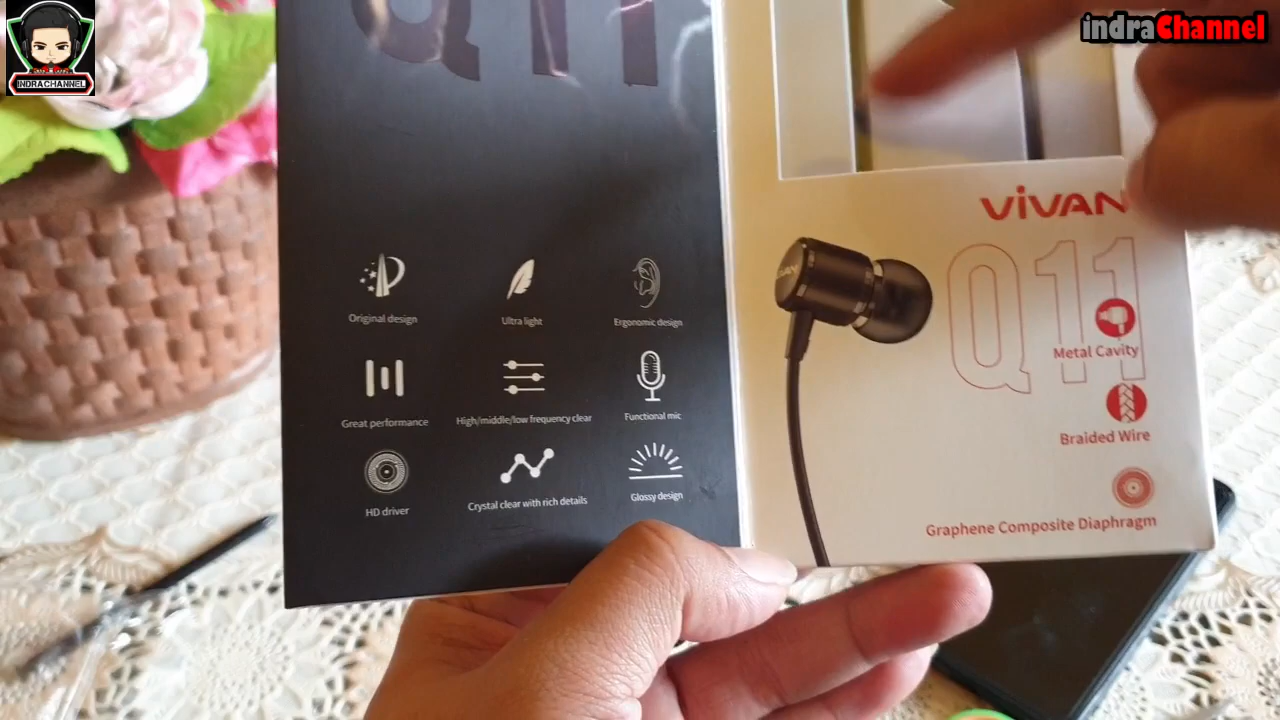 INDRACHANNEL
indraChannel
Q11
Original design
Ultra light
Ergonomic design
Great performance
High/middle/low frequency clear
Functional mic
HD driver
Crystal clear with rich details
Glossy design
VIVAN
Q11
Metal Cavity
Braided Wire
Graphene Composite Diaphragm